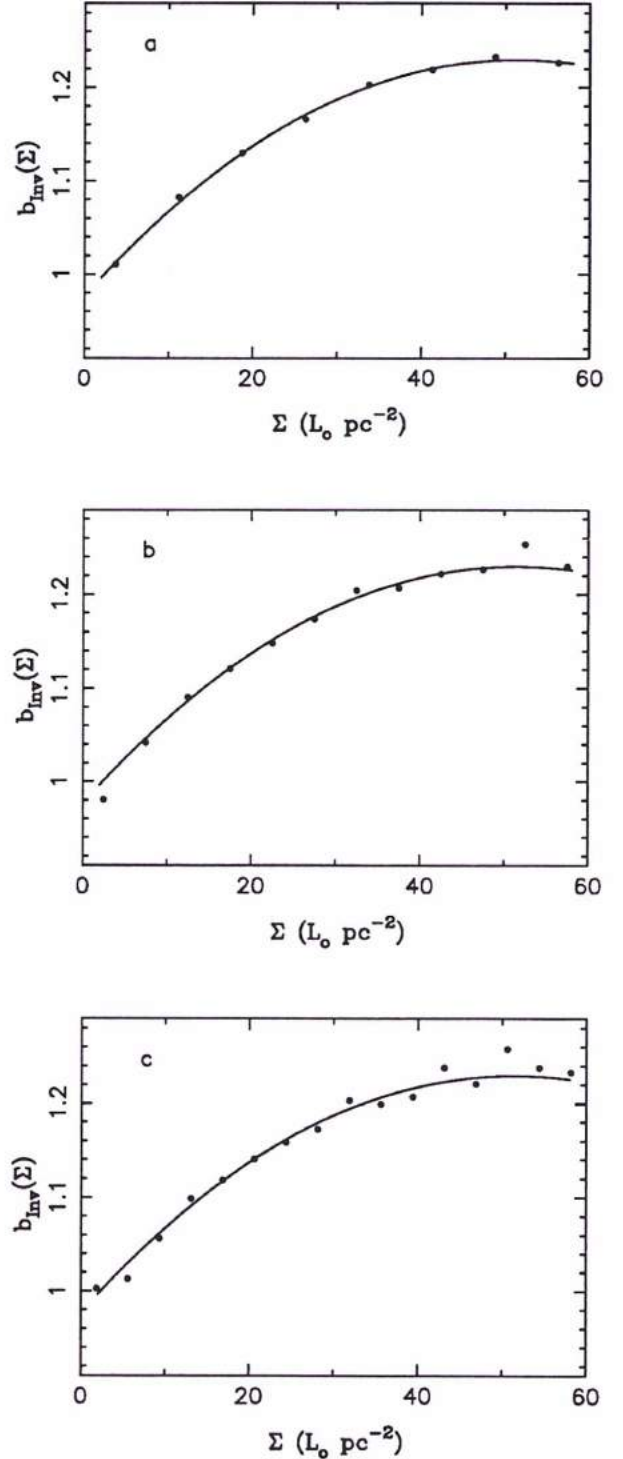 a
1.2
1.1
1
b_Inv(Σ)
0 20 40 60
Σ (L_o pc^-2)
b
1.2
1.1
1
b_Inv(Σ)
0 20 40 60
Σ (L_o pc^-2)
c
1.2
1.1
1
b_Inv(Σ)
0 20 40 60
Σ (L_o pc^-2)